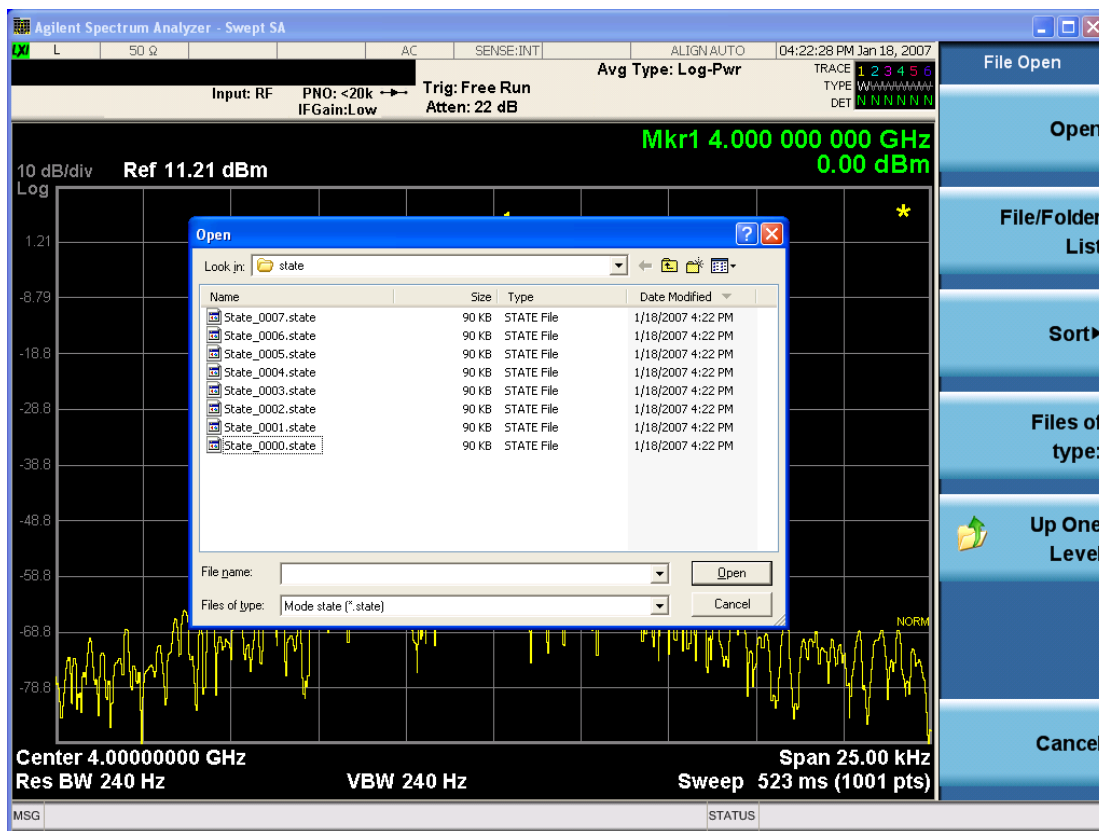 Agilent Spectrum Analyzer - Swept SA
LXI L 50 Ω AC SENSE:INT ALIGN AUTO 04:22:28 PM Jan 18, 2007
Input: RF PNO: <20k Trig: Free Run Avg Type: Log-Pwr TRACE 1 2 3 4 5 6
IFGain:Low Atten: 22 dB TYPE WWWWWW
DET N N N N N N
Mkr1 4.000 000 000 GHz
0.00 dBm
10 dB/div Ref 11.21 dBm
Log
1.21
-8.79
-18.8
-28.8
-38.8
-48.8
-58.8
-68.8
-78.8
NORM
Open
Look in: state
Name Size Type Date Modified
State_0007.state 90 KB STATE File 1/18/2007 4:22 PM
State_0006.state 90 KB STATE File 1/18/2007 4:22 PM
State_0005.state 90 KB STATE File 1/18/2007 4:22 PM
State_0004.state 90 KB STATE File 1/18/2007 4:22 PM
State_0003.state 90 KB STATE File 1/18/2007 4:22 PM
State_0002.state 90 KB STATE File 1/18/2007 4:22 PM
State_0001.state 90 KB STATE File 1/18/2007 4:22 PM
State_0000.state 90 KB STATE File 1/18/2007 4:22 PM
File name: Open
Files of type: Mode state (*.state) Cancel
Center 4.00000000 GHz Span 25.00 kHz
Res BW 240 Hz VBW 240 Hz Sweep 523 ms (1001 pts)
MSG STATUS
File Open
Open
File/Folder
List
Sort
Files of
type:
Up One
Level
Cancel